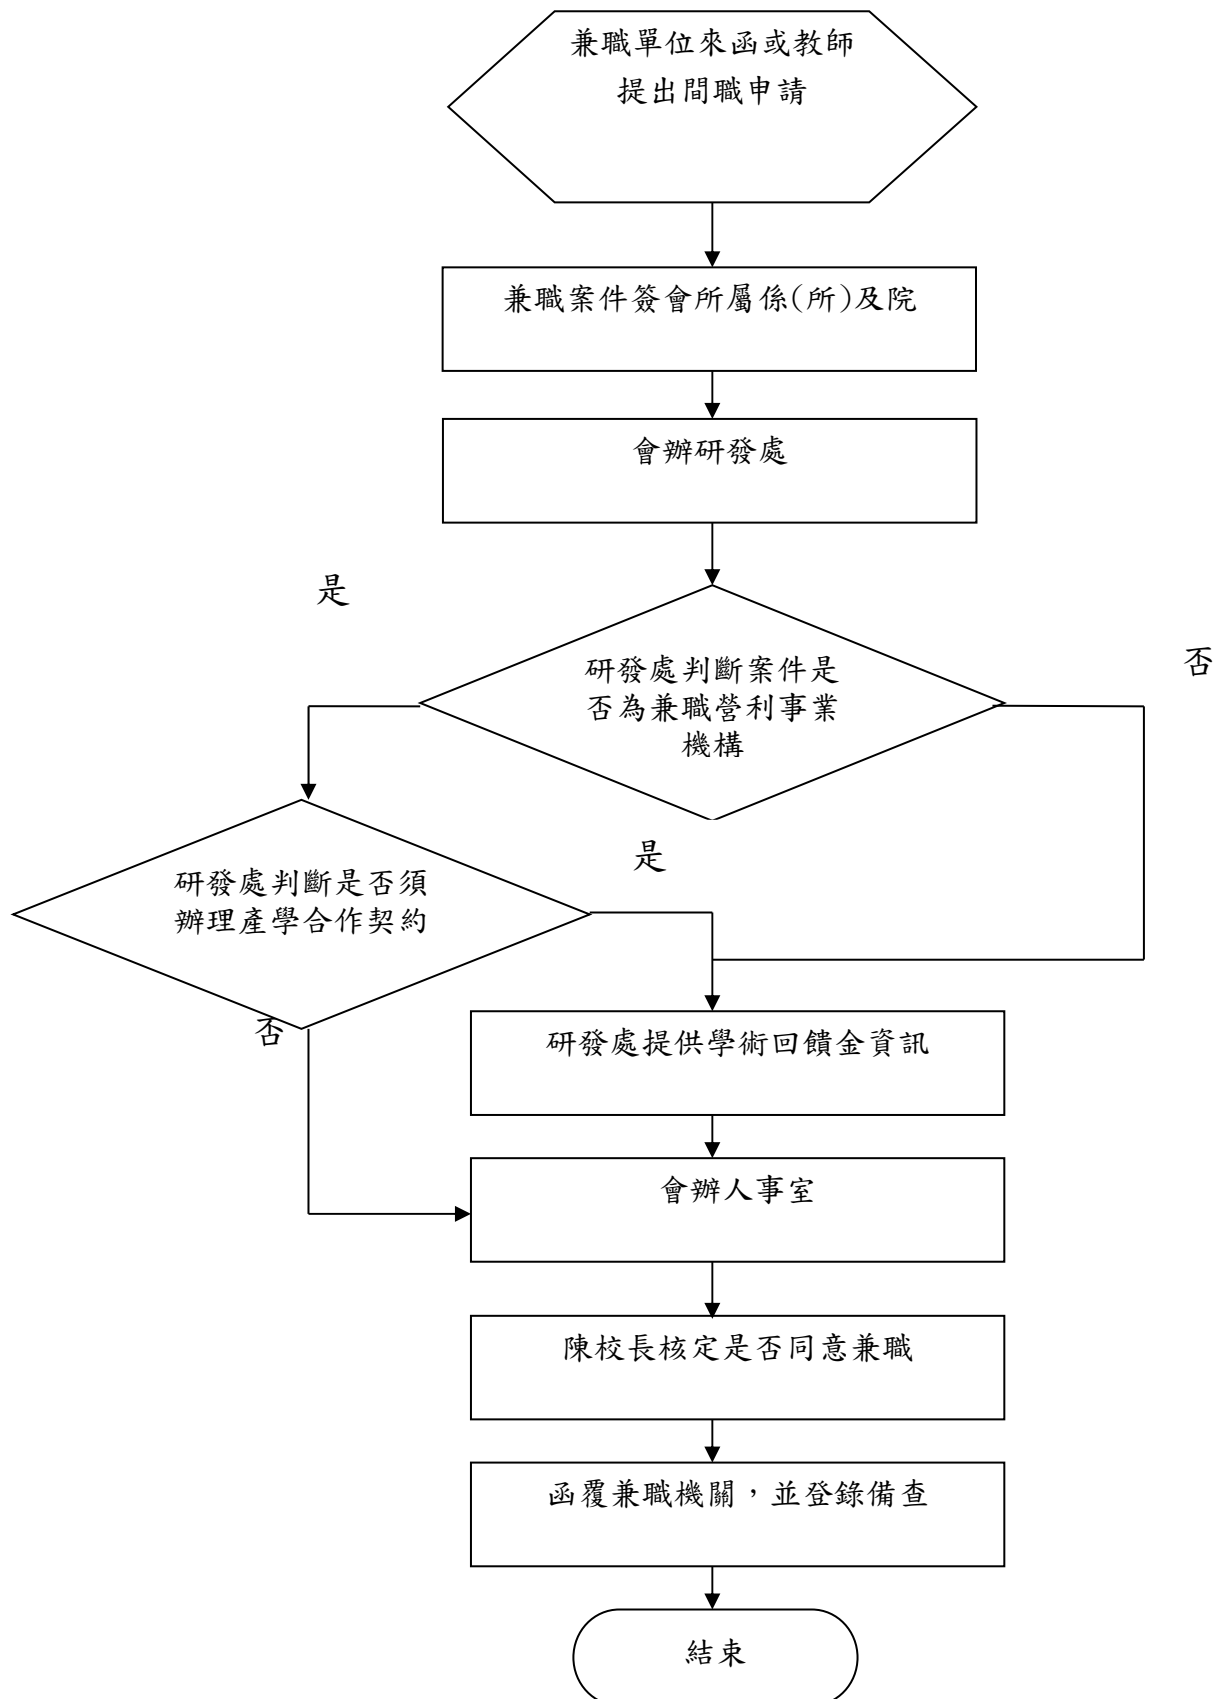 兼職單位來函或教師
提出間職申請
兼職案件簽會所屬係(所)及院
會辦研發處
是
研發處判斷案件是
否為兼職營利事業
機構
否
是
研發處判斷是否須
辦理產學合作契約
否
研發處提供學術回饋金資訊
會辦人事室
陳校長核定是否同意兼職
函覆兼職機關，並登錄備查
結束